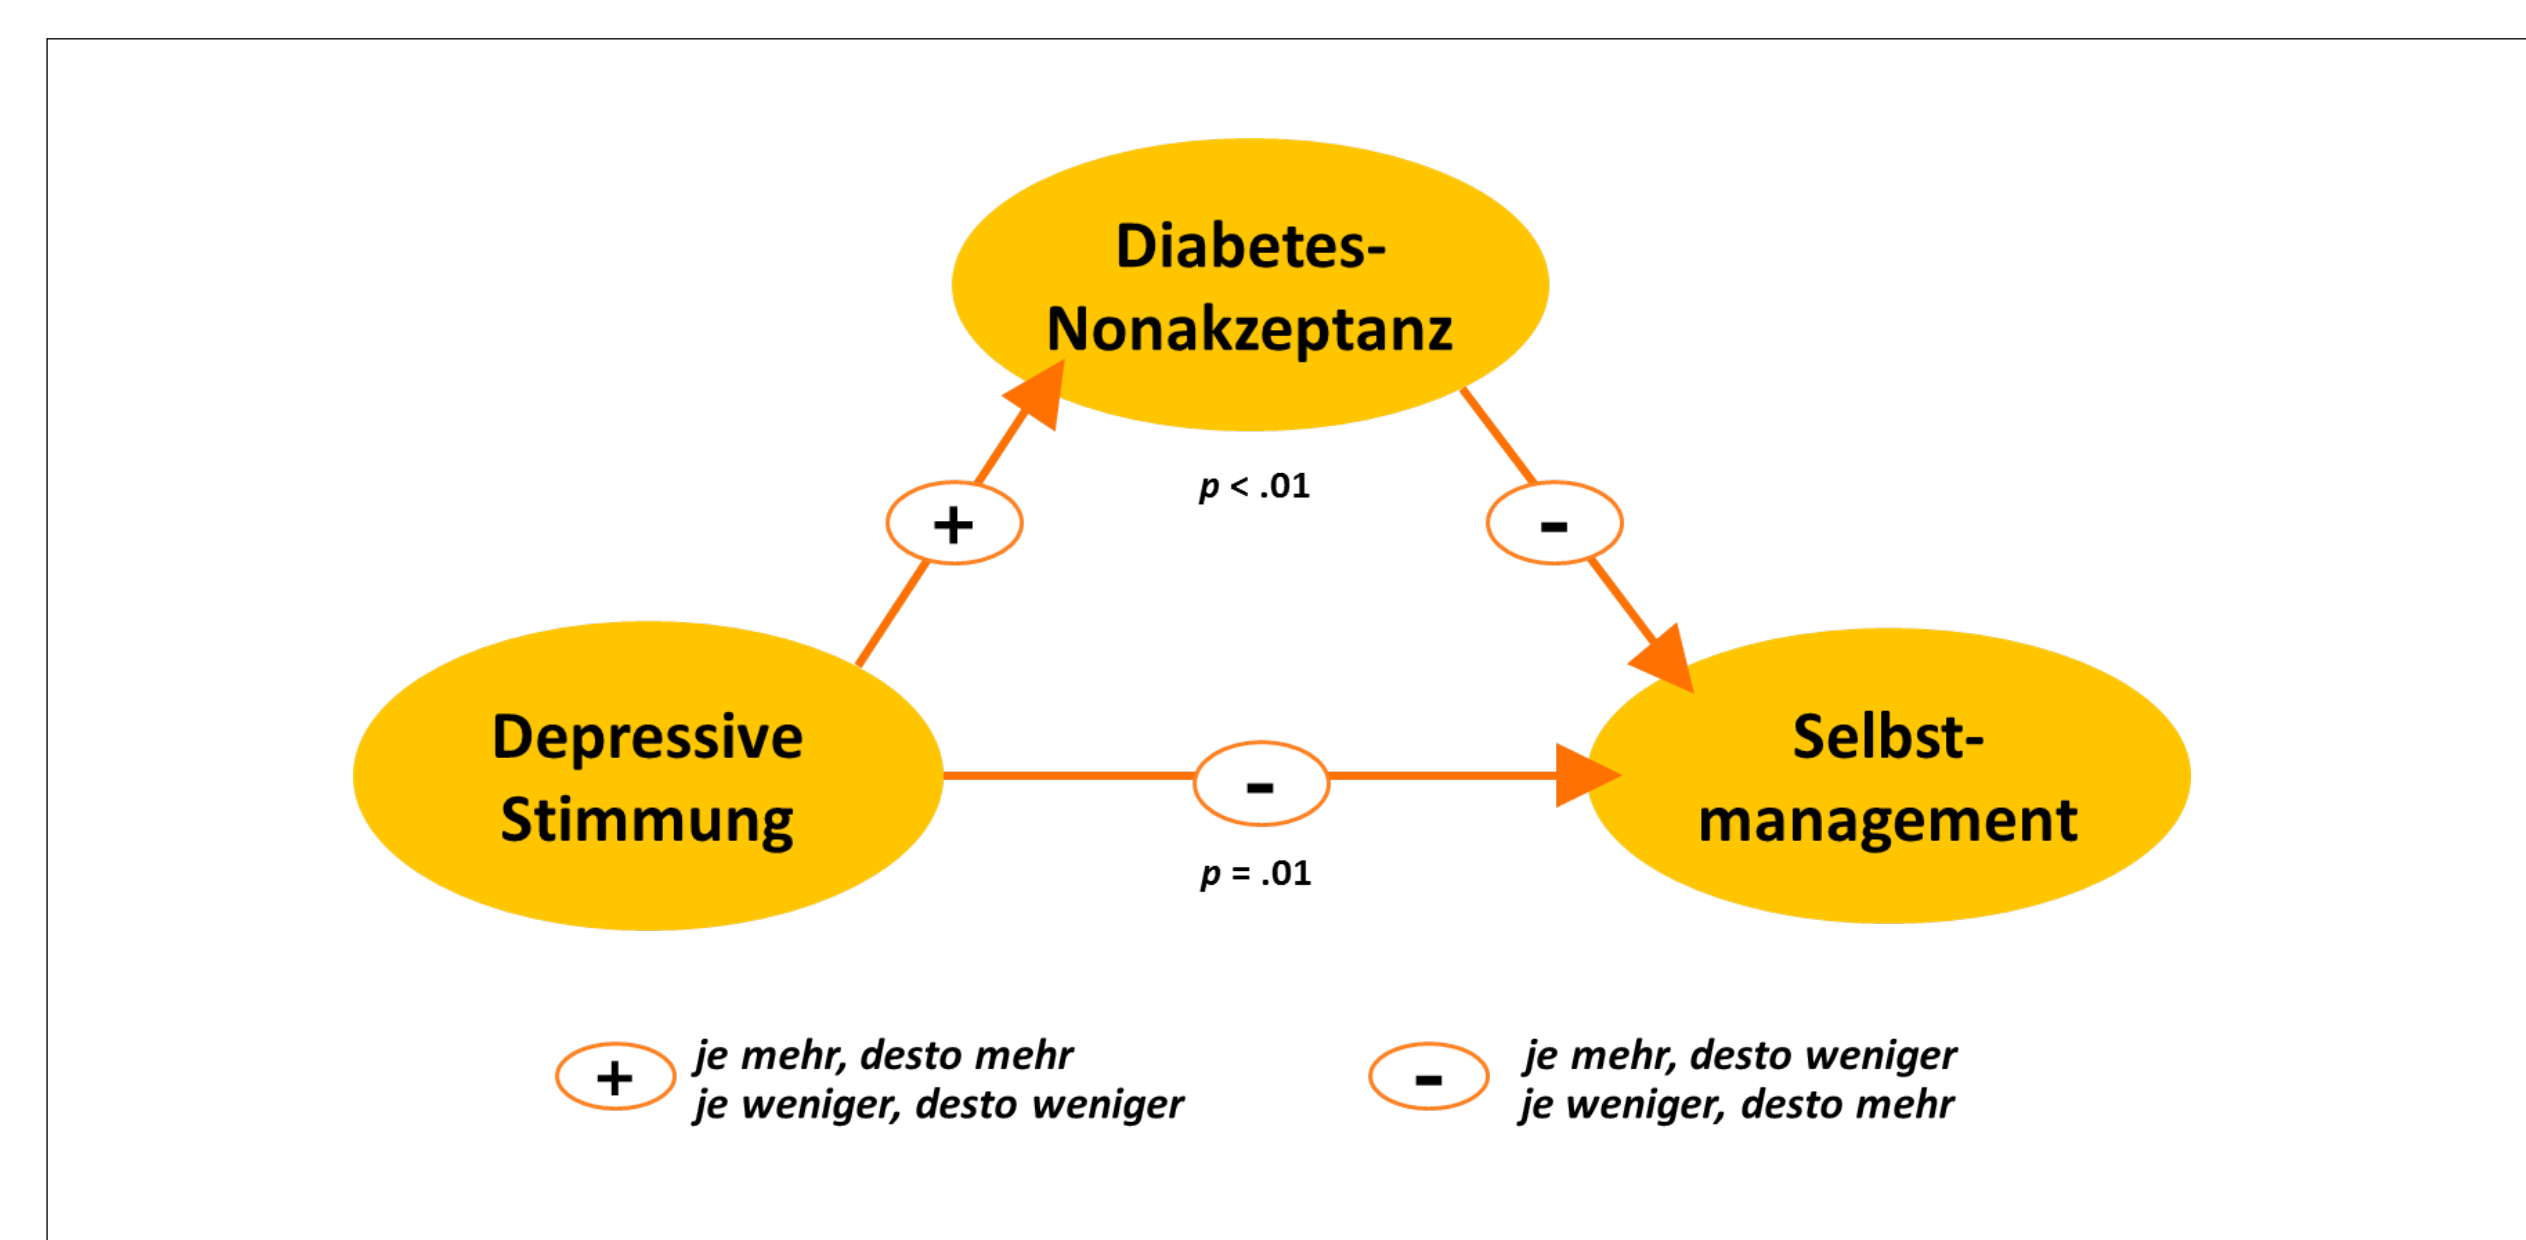 Diabetes-
Nonakzeptanz
p < .01
+
-
Depressive
Stimmung
-
p = .01
Selbst-
management
+
je mehr, desto mehr
je weniger, desto weniger
-
je mehr, desto weniger
je weniger, desto mehr